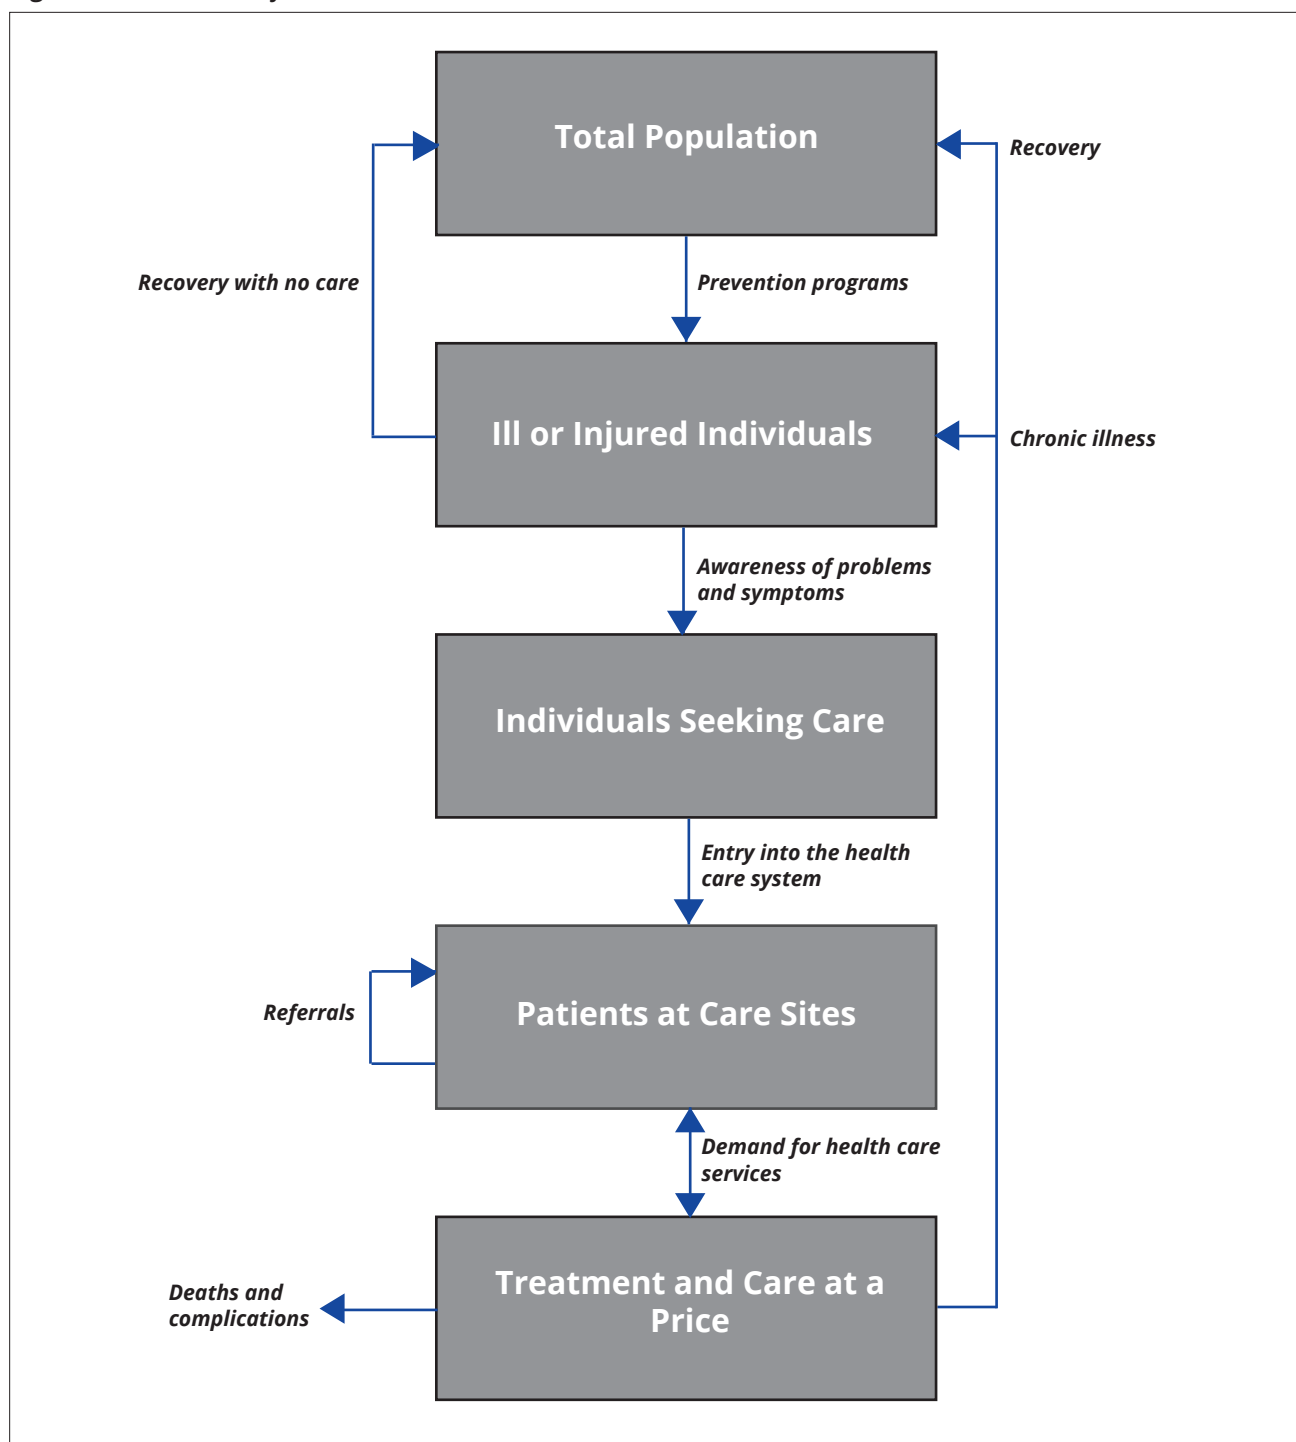 Total Population
Recovery
Recovery with no care
Prevention programs
Ill or Injured Individuals
Chronic illness
Awareness of problems
and symptoms
Individuals Seeking Care
Entry into the health
care system
Patients at Care Sites
Referrals
Demand for health care
services
Treatment and Care at a
Price
Deaths and
complications